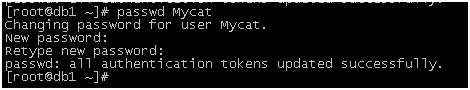 [root@db1 ~]# passwd Mycat
Changing password for user Mycat.
New password:
Retype new password:
passwd: all authentication tokens updated successfully.
[root@db1 ~]#